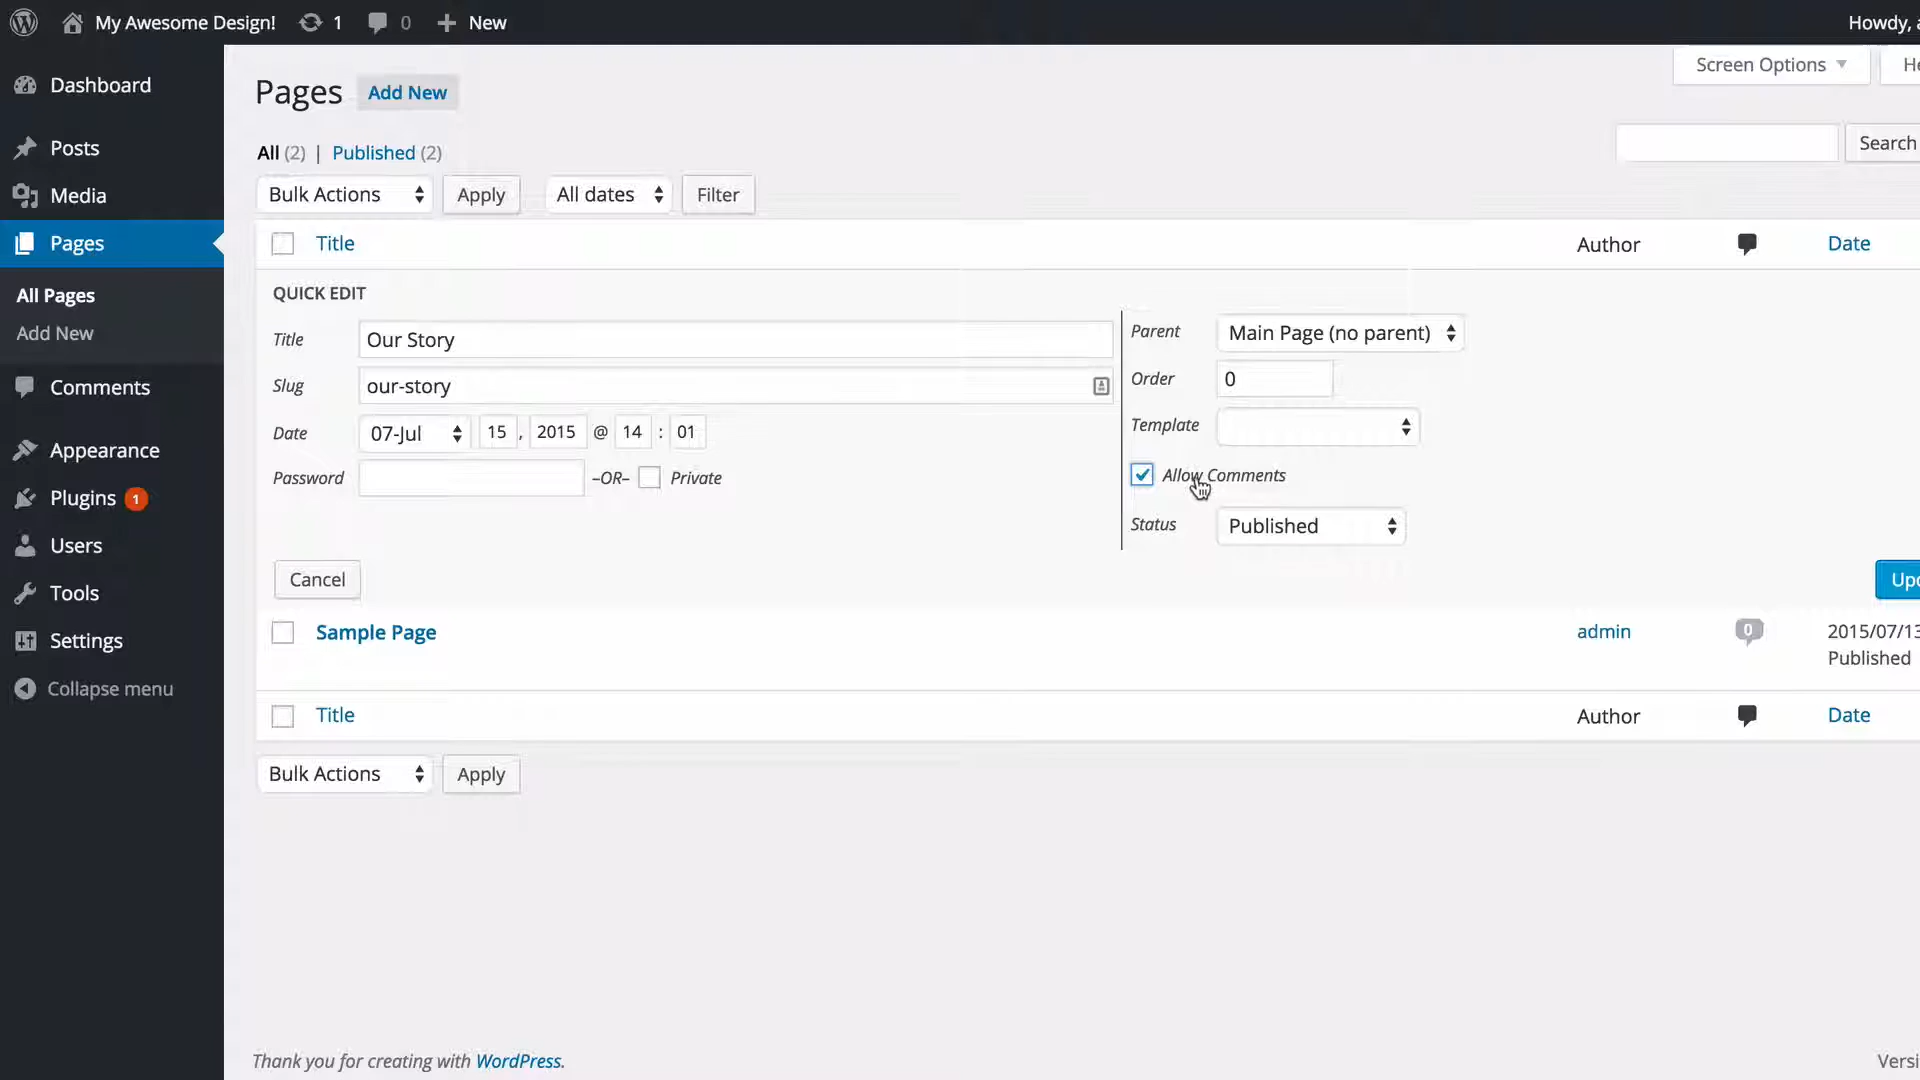 My Awesome Design! 1 0 + New
Howdy, a
Dashboard
Posts
Media
Pages
All Pages
Add New
Comments
Appearance
Plugins 1
Users
Tools
Settings
Collapse menu
Screen Options
He
Pages Add New
All (2) | Published (2)
Search
Bulk Actions Apply All dates Filter
Title Author Date
QUICK EDIT
Title Our Story
Slug our-story
Date 07-Jul 15 , 2015 @ 14 : 01
Password –OR– Private
Parent Main Page (no parent)
Order 0
Template
Allow Comments
Status Published
Cancel
Upd
Sample Page admin 0 2015/07/13
Published
Title Author Date
Bulk Actions Apply
Thank you for creating with WordPress.
Versi